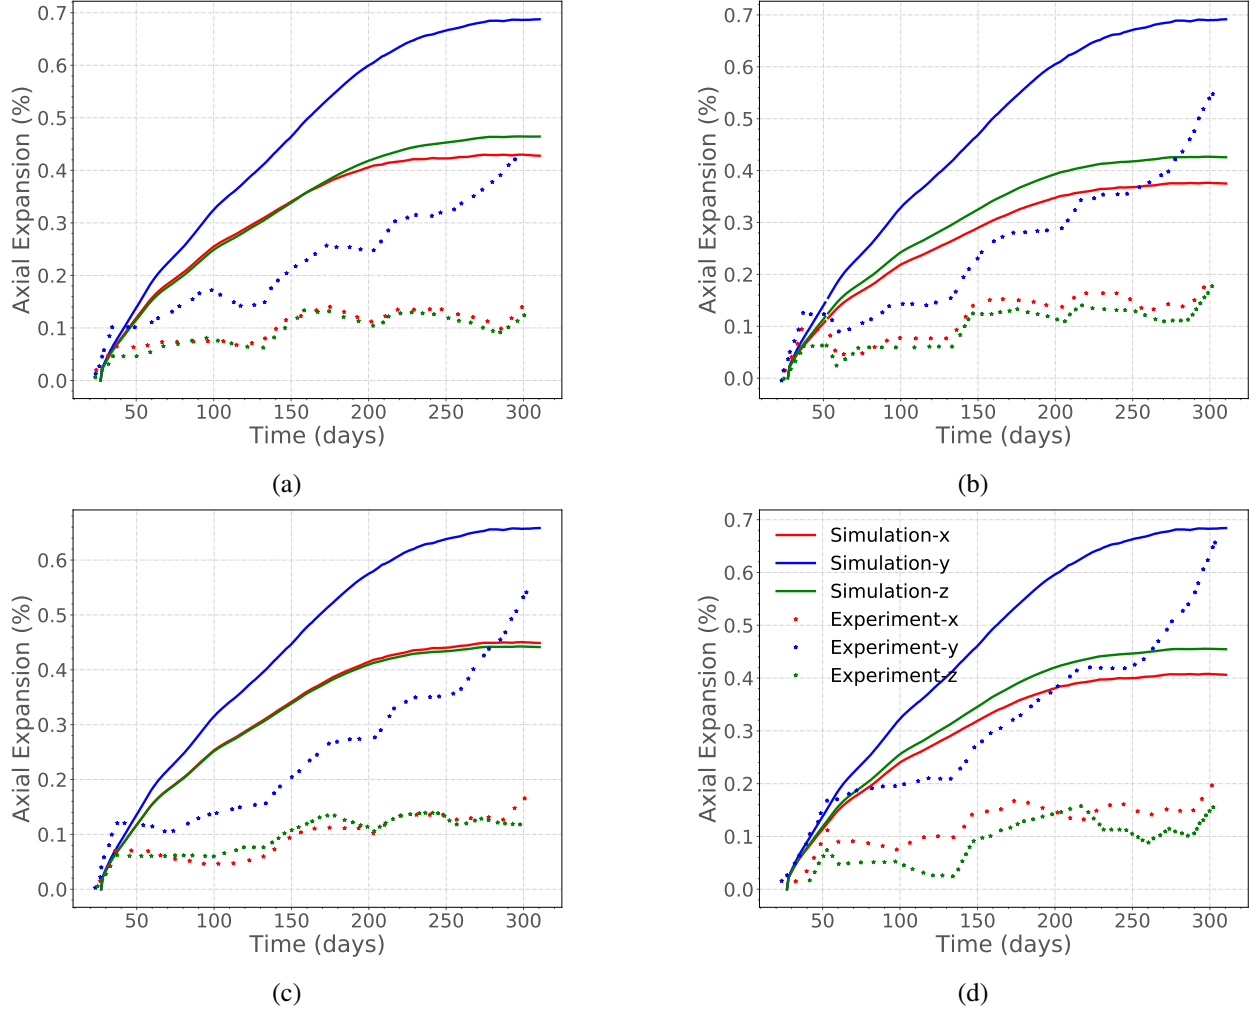 0.7
0.6
0.5
0.4
0.3
0.2
0.1
0.0
Axial Expansion (%)
50 100 150 200 250 300
Time (days)
(a)
0.7
0.6
0.5
0.4
0.3
0.2
0.1
0.0
Axial Expansion (%)
50 100 150 200 250 300
Time (days)
(b)
0.6
0.5
0.4
0.3
0.2
0.1
0.0
Axial Expansion (%)
50 100 150 200 250 300
Time (days)
(c)
0.7
0.6
0.5
0.4
0.3
0.2
0.1
0.0
Axial Expansion (%)
Simulation-x
Simulation-y
Simulation-z
Experiment-x
Experiment-y
Experiment-z
50 100 150 200 250 300
Time (days)
(d)